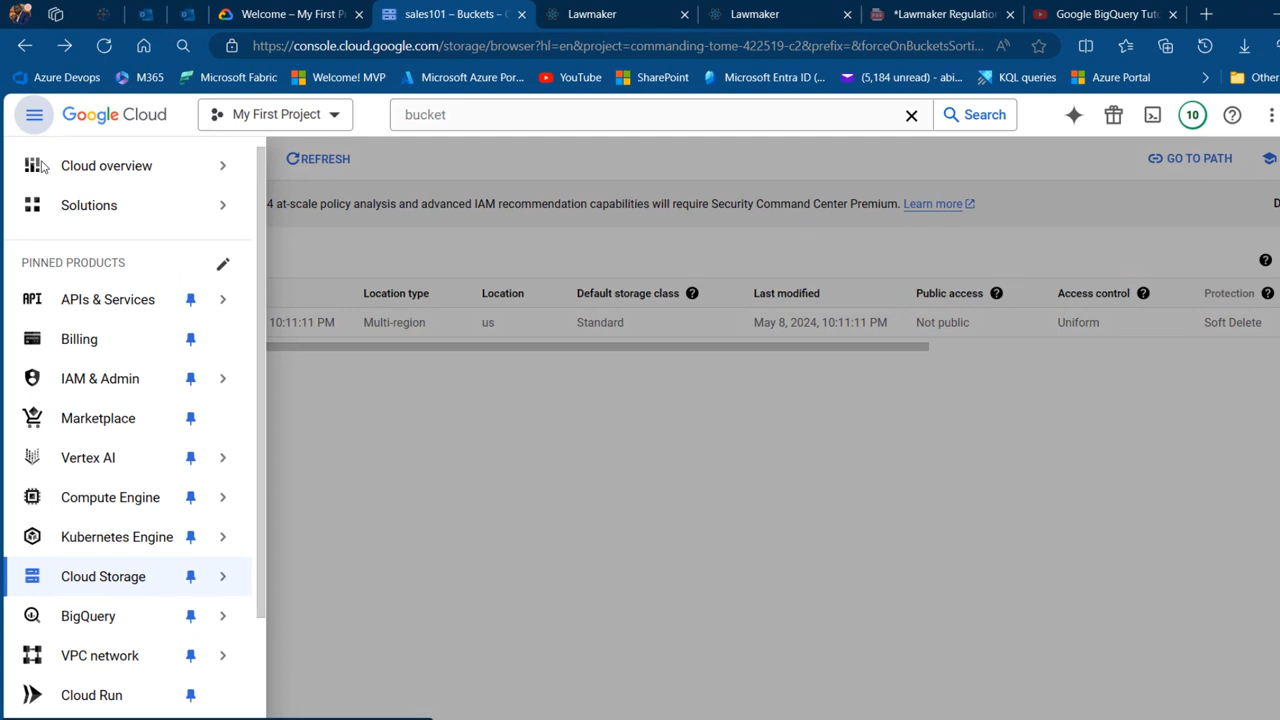 Welcome – My First P
sales101 – Buckets – C
Lawmaker
Lawmaker
*Lawmaker Regulatio
Google BigQuery Tuto
https://console.cloud.google.com/storage/browser?hl=en&project=commanding-tome-422519-c2&prefix=&forceOnBucketsSorti...
Azure Devops
M365
Microsoft Fabric
Welcome! MVP
Microsoft Azure Por...
YouTube
SharePoint
Microsoft Entra ID (...
(5,184 unread) - abi...
KQL queries
Azure Portal
Other
Google Cloud
My First Project
bucket
Search
10
Cloud overview
REFRESH
GO TO PATH
Solutions
4 at-scale policy analysis and advanced IAM recommendation capabilities will require Security Command Center Premium. Learn more
D
PINNED PRODUCTS
Location type
Location
Default storage class
Last modified
Public access
Access control
Protection
API
APIs & Services
10:11:11 PM
Multi-region
us
Standard
May 8, 2024, 10:11:11 PM
Not public
Uniform
Soft Delete
Billing
IAM & Admin
Marketplace
Vertex AI
Compute Engine
Kubernetes Engine
Cloud Storage
BigQuery
VPC network
Cloud Run